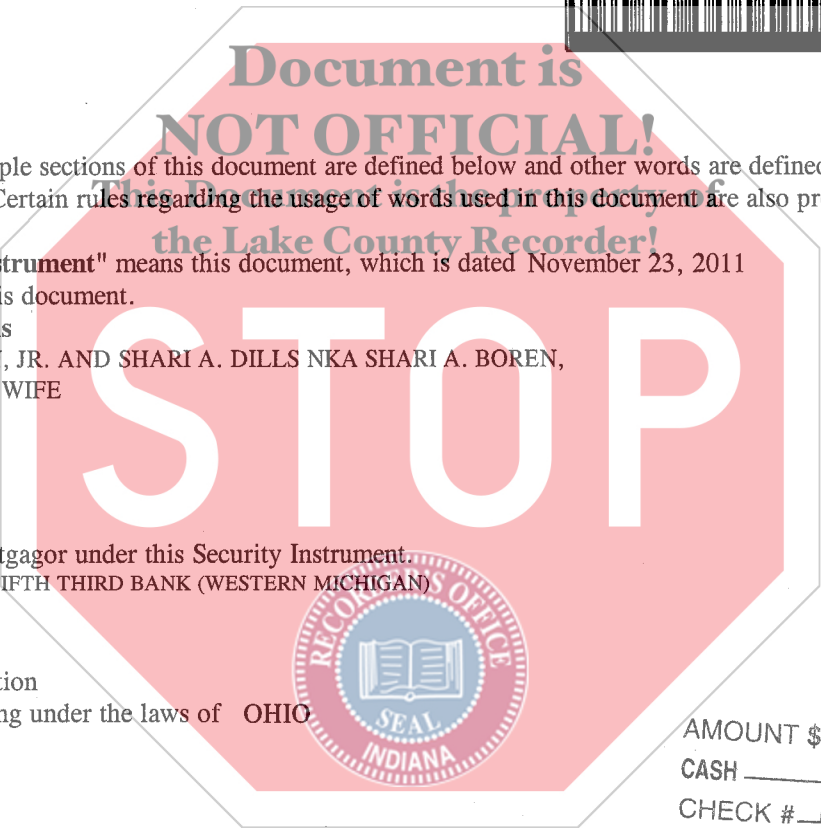 Document is
NOT OFFICIAL!
ple sections of this document are defined below and other words are defined
Certain rules regarding the usage of words used in this document are also pr
This Document is the property of
the Lake County Recorder!
trument" means this document, which is dated November 23, 2011
is document.
s
, JR. AND SHARI A. DILLS NKA SHARI A. BOREN,
WIFE
STOP
tgagor under this Security Instrument.
IFTH THIRD BANK (WESTERN MICHIGAN)
RECORDER'S OFFICE
SEAL
INDIANA
tion
ng under the laws of OHIO
AMOUNT $
CASH
CHECK #